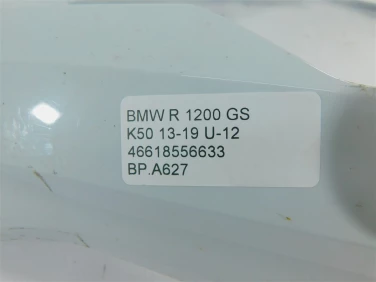 BMW R 1200 GS
K50 13-19 U-12
46618556633
BP.A627